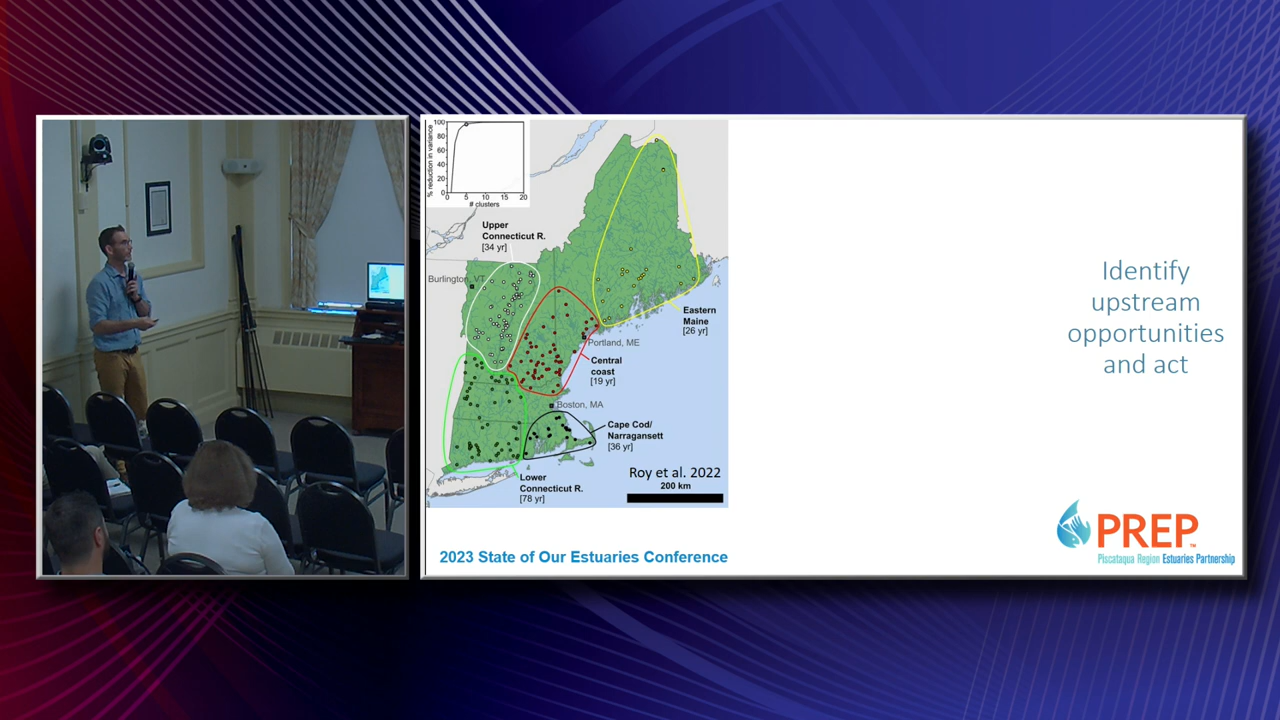 100
80
60
40
20
0
% reduction in variance
0 5 10 15 20
# clusters
Upper
Connecticut R.
[34 yr]
Burlington, VT
Eastern
Maine
[26 yr]
Portland, ME
Central
coast
[19 yr]
Boston, MA
Cape Cod/
Narragansett
[36 yr]
Roy et al. 2022
200 km
Lower
Connecticut R.
[78 yr]
Identify
upstream
opportunities
and act
2023 State of Our Estuaries Conference
PREP™
Piscataqua Region Estuaries Partnership